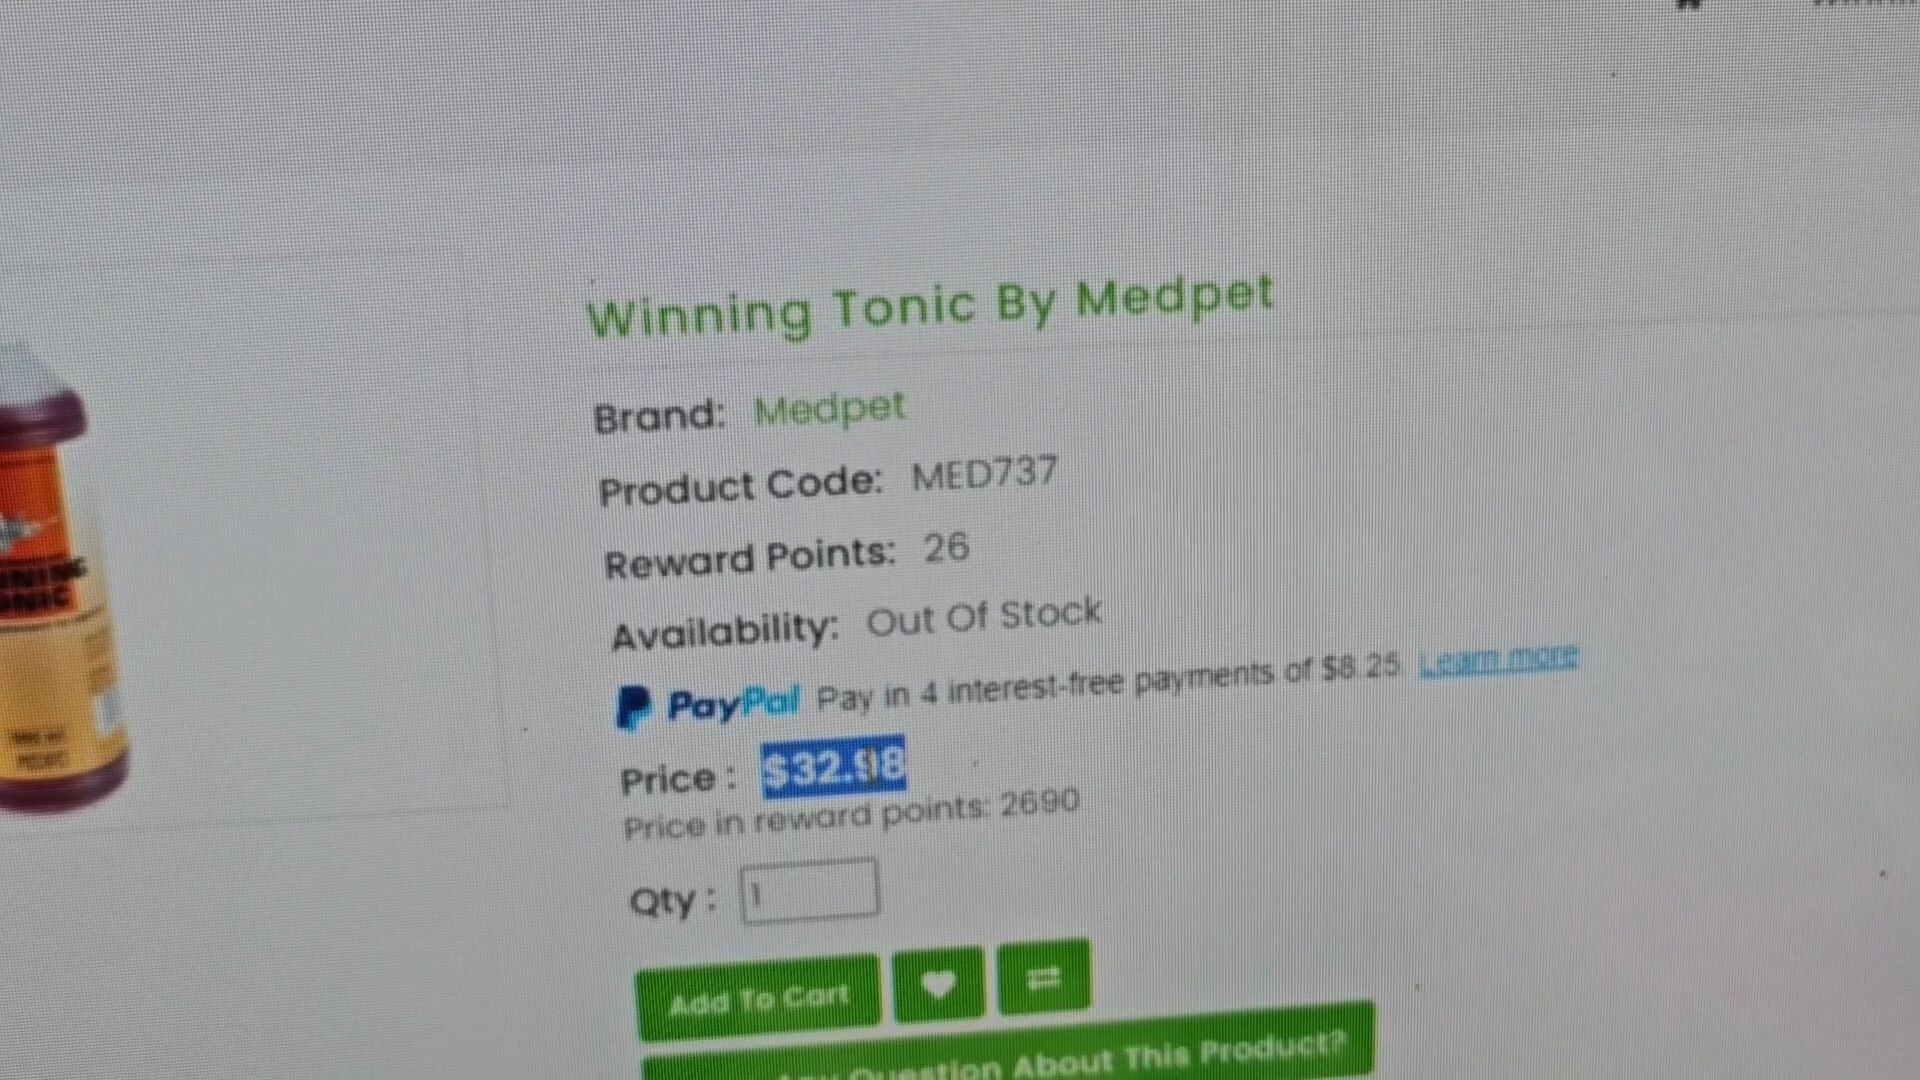 Winning Tonic By Medpet
Brand: Medpet
Product Code: MED737
Reward Points: 26
Availability: Out Of Stock
PayPal Pay in 4 interest-free payments of $8.25. Learn more
Price : $32.98
Price in reward points: 2690
Qty : 1
Add To Cart
Question About This Product?